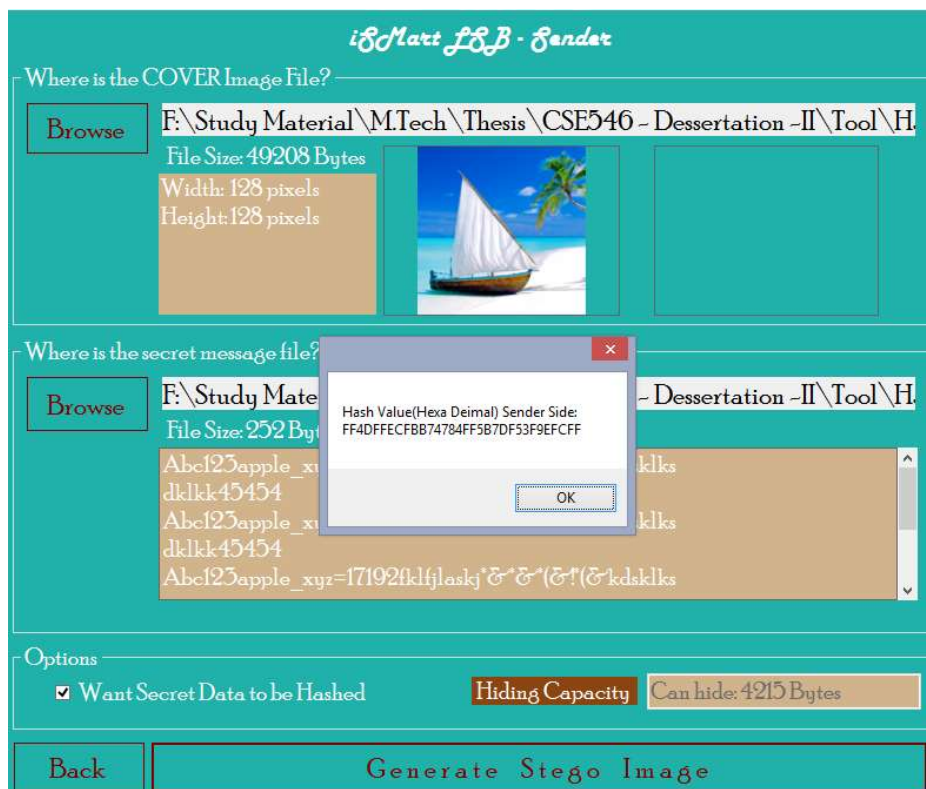 iSMart LSB - Sender
Where is the COVER Image File?
Browse
F:\Study Material\M.Tech\Thesis\CSE546 - Dessertation -II\Tool\H.
File Size: 49208 Bytes
Width: 128 pixels
Height:128 pixels
Where is the secret message file?
Browse
F:\Study Mate
- Dessertation -II\Tool\H.
File Size: 252 Byt
×
Hash Value(Hexa Deimal) Sender Side:
FF4DFFECFBB74784FF5B7DF53F9EFCFF
OK
Abc123apple_xy
klks
dklkk45454
Abc123apple_xy
klks
dklkk45454
Abc123apple_xyz=17192fklfjlaskj*&^*&^*(&!^(&^kdsklks
Options
Want Secret Data to be Hashed
Hiding Capacity
Can hide: 4215 Bytes
Back
Generate Stego Image